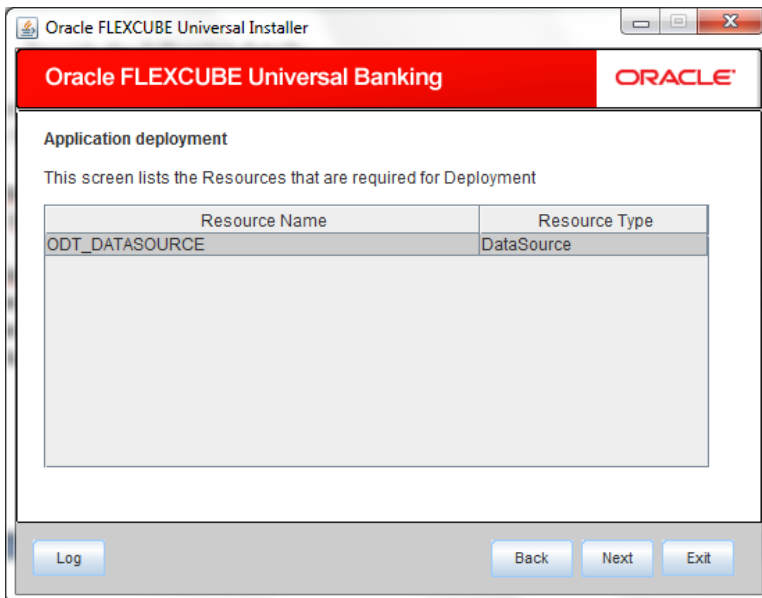 Oracle FLEXCUBE Universal Installer
Oracle FLEXCUBE Universal Banking ORACLE
Application deployment
This screen lists the Resources that are required for Deployment
Resource Name Resource Type
ODT_DATASOURCE DataSource
Log Back Next Exit